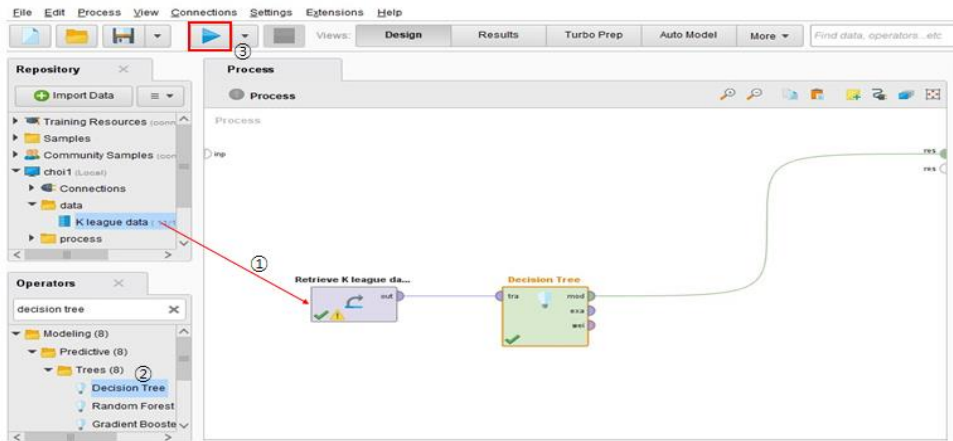 File Edit Process View Connections Settings Extensions Help
Views: Design Results Turbo Prep Auto Model More Find data, operators...etc
③
Repository
Import Data
Training Resources
Samples
Community Samples
choi1 (Local)
Connections
data
K league data
process
Operators
decision tree
Modeling (8)
Predictive (8)
Trees (8)
②
Decision Tree
Random Forest
Gradient Booste
Process
Process
Process
inp
res
res
①
Retrieve K league da...
out
Decision Tree
tra
mod
exa
wei